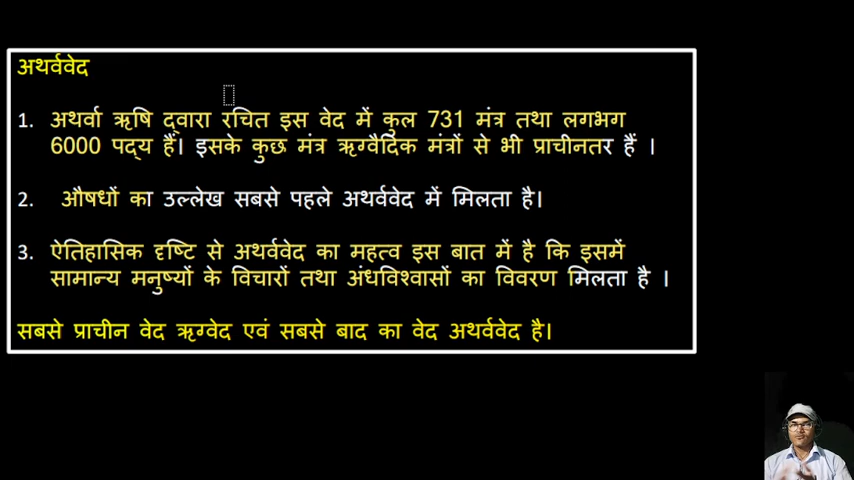 अथर्ववेद
1. अथर्वा ऋषि द्वारा रचित इस वेद में कुल 731 मंत्र तथा लगभग
6000 पद्य हैं। इसके कुछ मंत्र ऋग्वैदिक मंत्रों से भी प्राचीनतर हैं ।
2. औषधों का उल्लेख सबसे पहले अथर्ववेद में मिलता है।
3. ऐतिहासिक दृष्टि से अथर्ववेद का महत्व इस बात में है कि इसमें
सामान्य मनुष्यों के विचारों तथा अंधविश्वासों का विवरण मिलता है ।
सबसे प्राचीन वेद ऋग्वेद एवं सबसे बाद का वेद अथर्ववेद है।